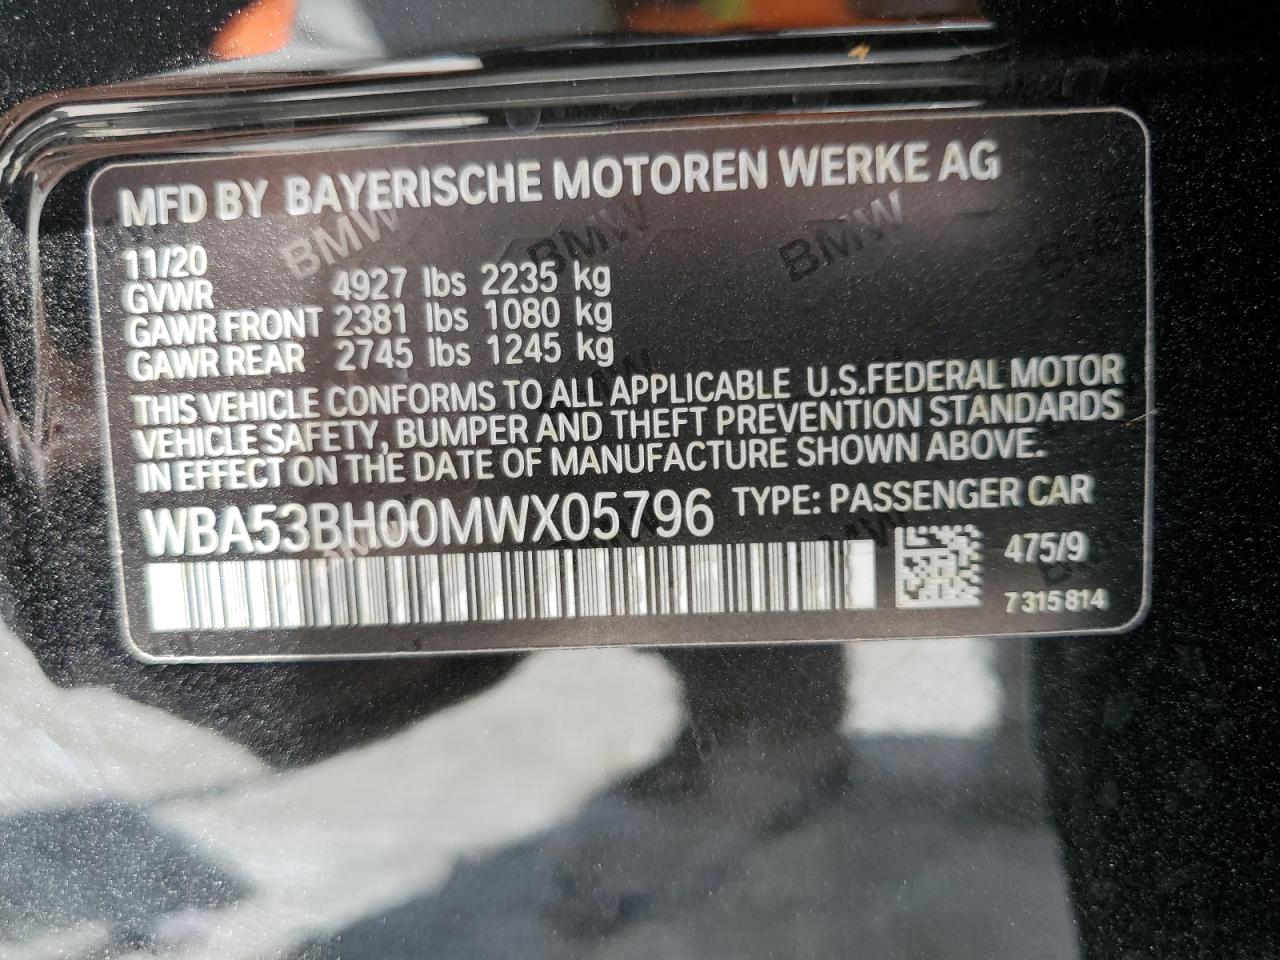 MFD BY BAYERISCHE MOTOREN WERKE AG
11/20
GVWR 4927 lbs 2235 kg
GAWR FRONT 2381 lbs 1080 kg
GAWR REAR 2745 lbs 1245 kg
THIS VEHICLE CONFORMS TO ALL APPLICABLE U.S.FEDERAL MOTOR
VEHICLE SAFETY, BUMPER AND THEFT PREVENTION STANDARDS
IN EFFECT ON THE DATE OF MANUFACTURE SHOWN ABOVE.
WBA53BH00MWX05796 TYPE: PASSENGER CAR
475/9
7 315 814
BMW
BMW
BMW